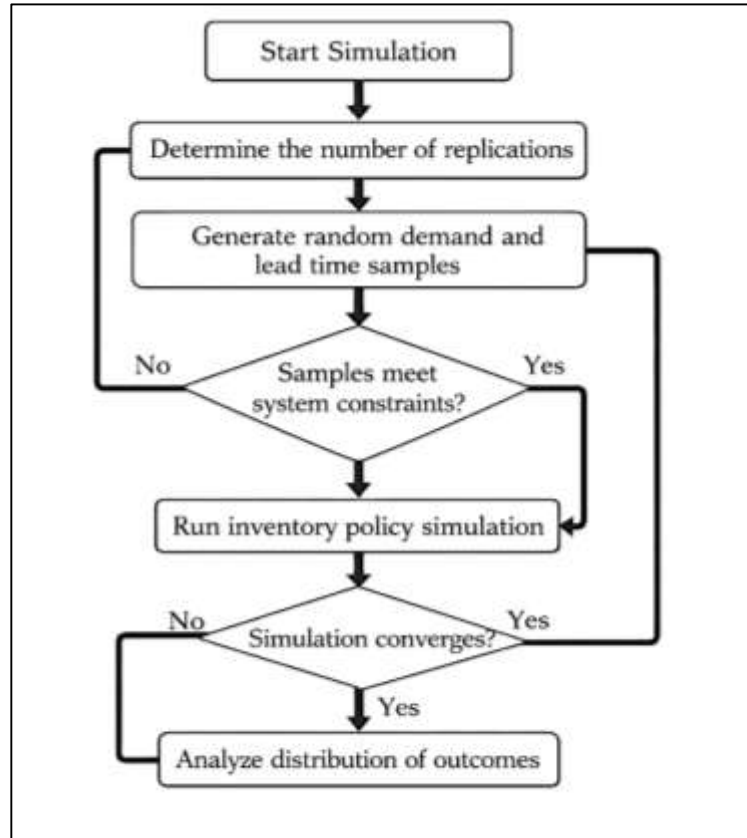 Start Simulation
Determine the number of replications
Generate random demand and
lead time samples
No
Yes
Samples meet
system constraints?
Run inventory policy simulation
No
Yes
Simulation converges?
Yes
Analyze distribution of outcomes